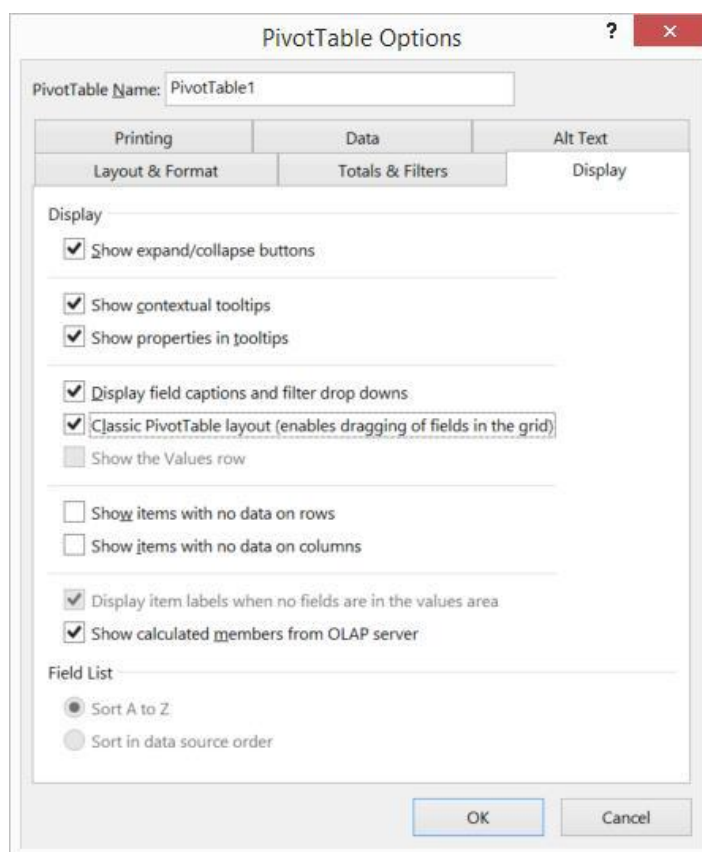 PivotTable Options
?
PivotTable Name: PivotTable1
Printing Data Alt Text
Layout & Format Totals & Filters Display
Display
Show expand/collapse buttons
Show contextual tooltips
Show properties in tooltips
Display field captions and filter drop downs
Classic PivotTable layout (enables dragging of fields in the grid)
Show the Values row
Show items with no data on rows
Show items with no data on columns
Display item labels when no fields are in the values area
Show calculated members from OLAP server
Field List
Sort A to Z
Sort in data source order
OK Cancel